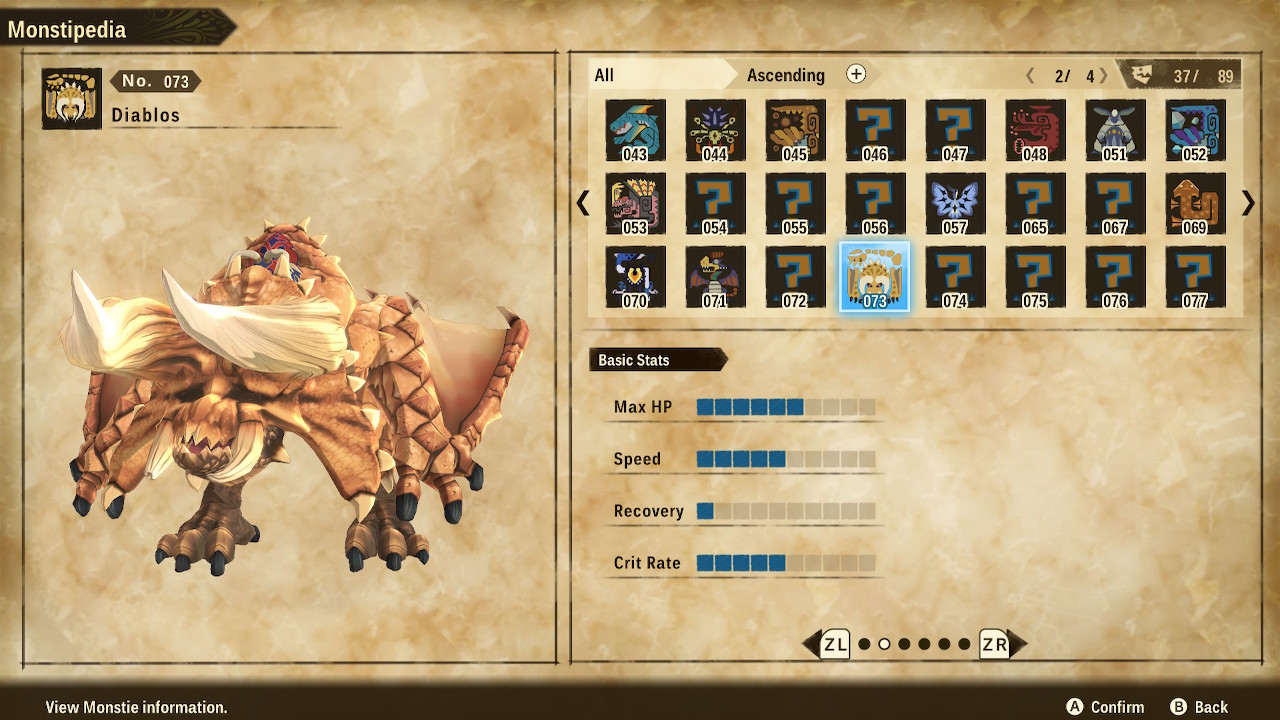 Monstipedia
No. 073
Diablos
All
Ascending
2/ 4
37/ 89
043 044 045 046 047 048 051 052
053 054 055 056 057 065 067 069
070 071 072 073 074 075 076 077
Basic Stats
Max HP
Speed
Recovery
Crit Rate
ZL ZR
View Monstie information.
A Confirm B Back